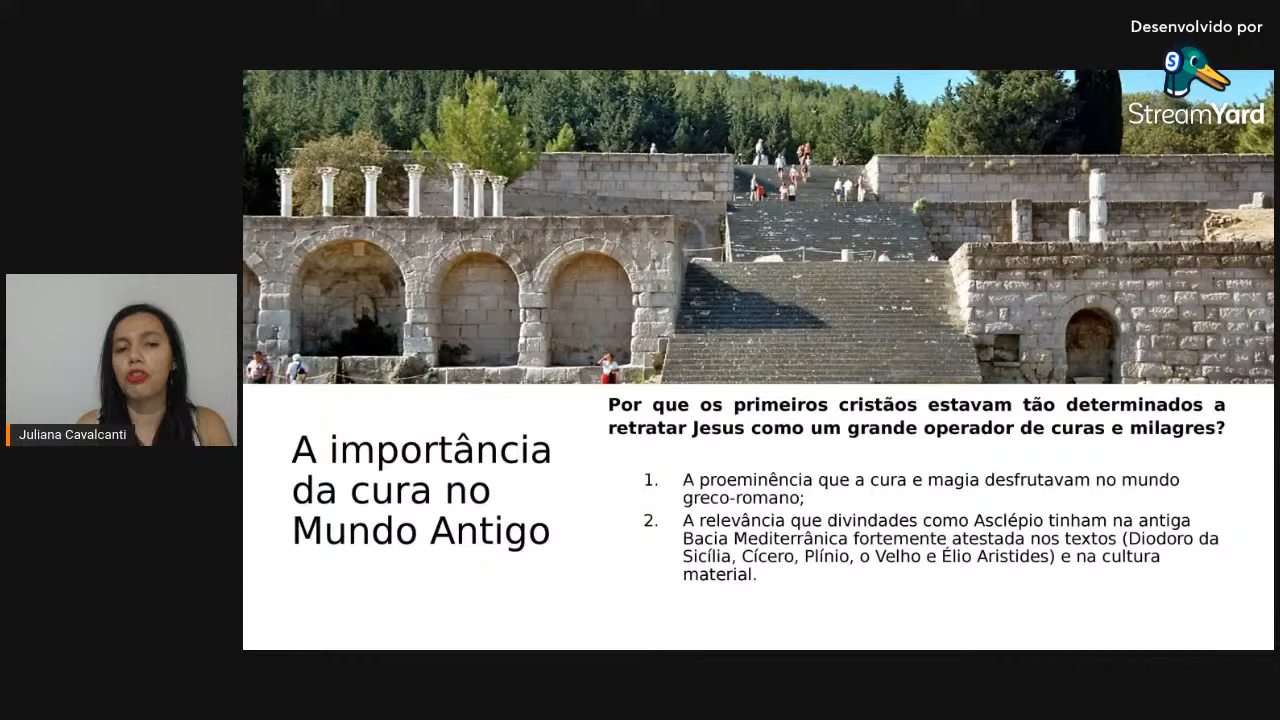 Desenvolvido por
StreamYard
Juliana Cavalcanti
A importância
da cura no
Mundo Antigo
Por que os primeiros cristãos estavam tão determinados a
retratar Jesus como um grande operador de curas e milagres?
1. A proeminência que a cura e magia desfrutavam no mundo
greco-romano;
2. A relevância que divindades como Asclépio tinham na antiga
Bacia Mediterrânica fortemente atestada nos textos (Diodoro da
Sicília, Cícero, Plínio, o Velho e Élio Aristides) e na cultura
material.